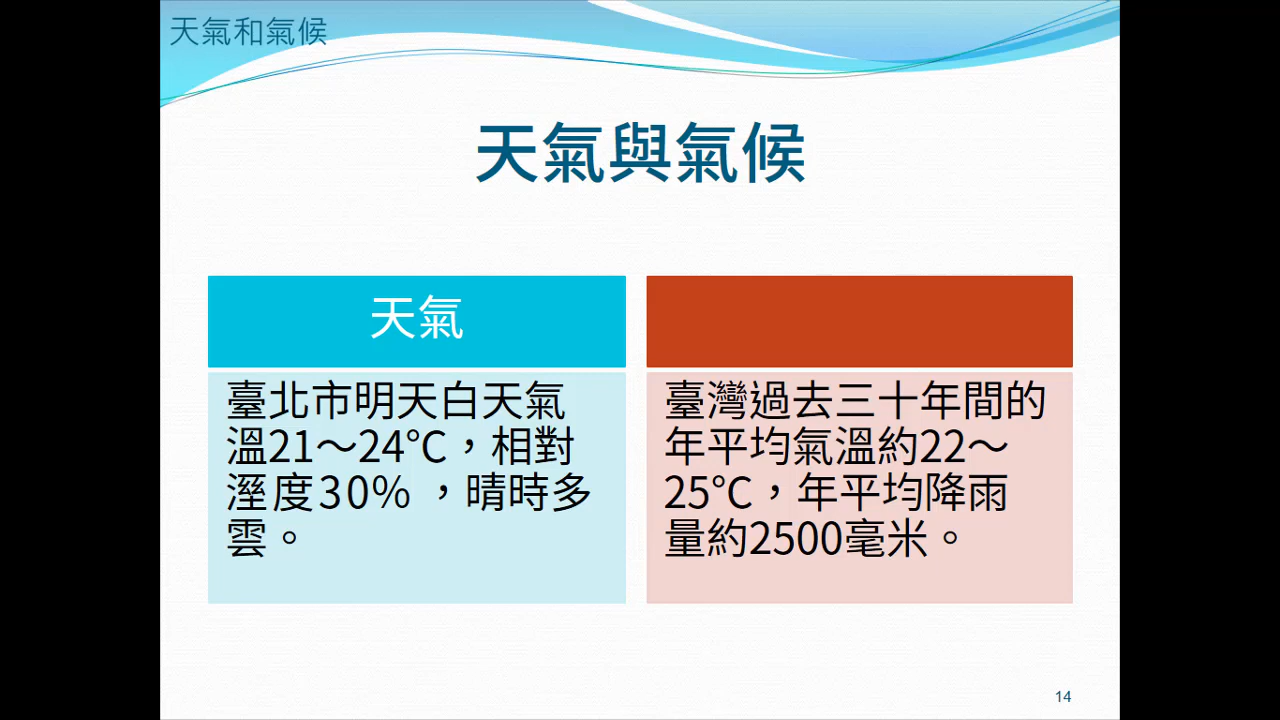 天氣和氣候
天氣與氣候
天氣
臺北市明天白天氣
溫21～24℃，相對
溼度30% ，晴時多
雲。
臺灣過去三十年間的
年平均氣溫約22～
25℃，年平均降雨
量約2500毫米。
14